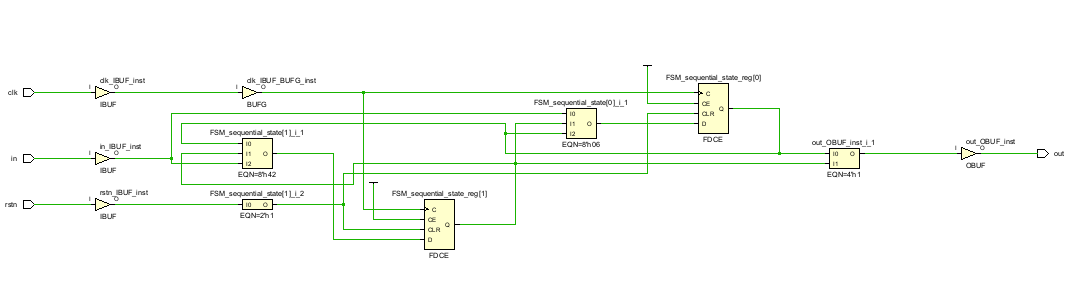 FSM_sequential_state_reg[0]
clk_IBUF_inst
clk_IBUF_BUFG_inst
clk
I
O
I
O
C
IBUF
BUFG
CE
Q
FSM_sequential_state[0]_i_1
CLR
I0
D
I1
O
I2
FDCE
FSM_sequential_state[1]_i_1
EQN=8'h06
in_IBUF_inst
I0
out_OBUF_inst_i_1
out_OBUF_inst
in
I
O
I1
O
I0
O
I
O
out
I2
I1
IBUF
EQN=8'h42
EQN=4'h1
OBUF
rstn_IBUF_inst
FSM_sequential_state[1]_i_2
FSM_sequential_state_reg[1]
rstn
I
O
I0
O
C
IBUF
EQN=2'h1
CE
Q
CLR
D
FDCE